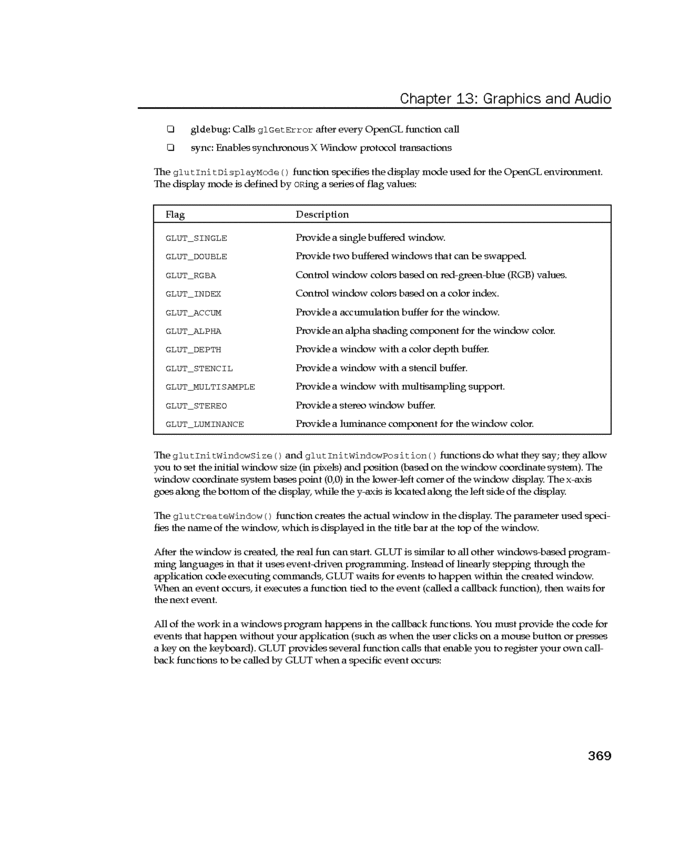 Chapter 13: Graphics and Audio
❏ gldebug: Calls glGetError after every OpenGL function call
❏ sync: Enables synchronous X Window protocol transactions
The glutInitDisplayMode() function specifies the display mode used for the OpenGL environment.
The display mode is defined by ORing a series of flag values:
Flag Description
GLUT_SINGLE Provide a single buffered window.
GLUT_DOUBLE Provide two buffered windows that can be swapped.
GLUT_RGBA Control window colors based on red-green-blue (RGB) values.
GLUT_INDEX Control window colors based on a color index.
GLUT_ACCUM Provide a accumulation buffer for the window.
GLUT_ALPHA Provide an alpha shading component for the window color.
GLUT_DEPTH Provide a window with a color depth buffer.
GLUT_STENCIL Provide a window with a stencil buffer.
GLUT_MULTISAMPLE Provide a window with multisampling support.
GLUT_STEREO Provide a stereo window buffer.
GLUT_LUMINANCE Provide a luminance component for the window color.
The glutInitWindowSize() and glutInitWindowPosition() functions do what they say; they allow
you to set the initial window size (in pixels) and position (based on the window coordinate system). The
window coordinate system bases point (0,0) in the lower-left corner of the window display. The x-axis
goes along the bottom of the display, while the y-axis is located along the left side of the display.
The glutCreateWindow() function creates the actual window in the display. The parameter used speci-
fies the name of the window, which is displayed in the title bar at the top of the window.
After the window is created, the real fun can start. GLUT is similar to all other windows-based program-
ming languages in that it uses event-driven programming. Instead of linearly stepping through the
application code executing commands, GLUT waits for events to happen within the created window.
When an event occurs, it executes a function tied to the event (called a callback function), then waits for
the next event.
All of the work in a windows program happens in the callback functions. You must provide the code for
events that happen without your application (such as when the user clicks on a mouse button or presses
a key on the keyboard). GLUT provides several function calls that enable you to register your own call-
back functions to be called by GLUT when a specific event occurs:
369